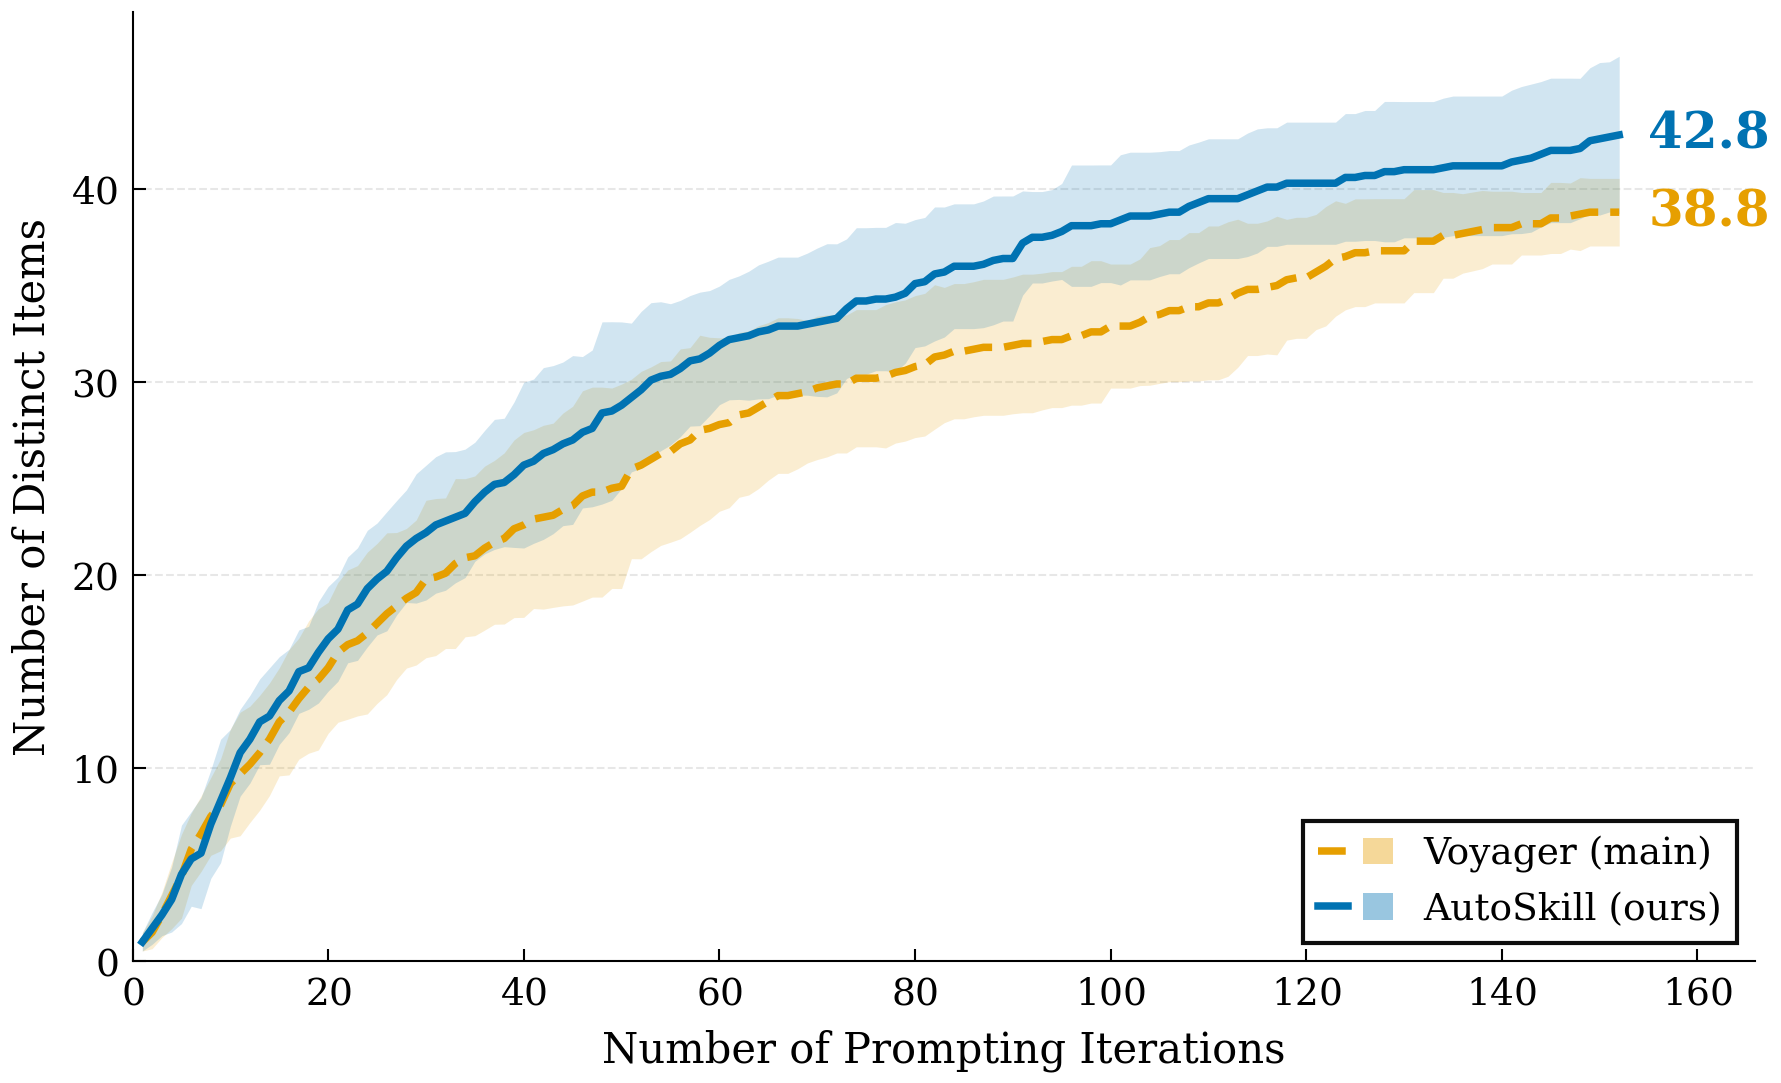 Number of Distinct Items
40
30
20
10
0
0 20 40 60 80 100 120 140 160
Number of Prompting Iterations
42.8
38.8
Voyager (main)
AutoSkill (ours)